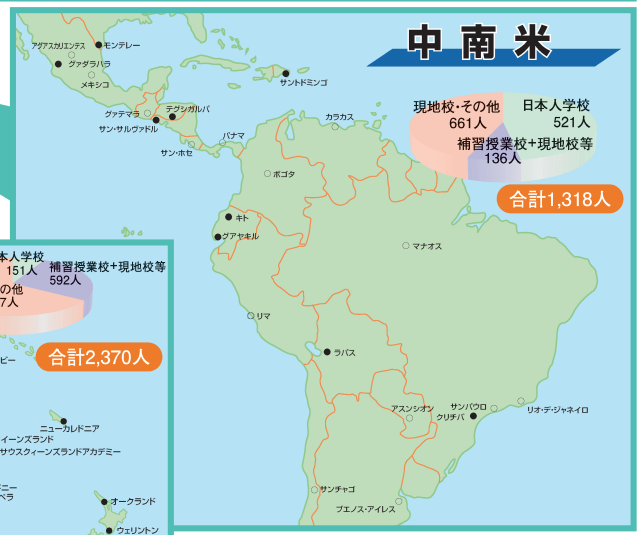 中南米
アグアスカリエンテス
モンテレー
グァダラハラ
メキシコ
サントドミンゴ
グァテマラ
テグシガルパ
サン・サルヴァドル
サン・ホセ
パナマ
カラカス
現地校・その他
661人
日本人学校
521人
補習授業校+現地校等
136人
合計1,318人
ボゴタ
キト
グアヤキル
マナオス
リマ
ラパス
アスンシオン
サンパウロ
クリチバ
リオ・デ・ジャネイロ
サンチャゴ
ブエノス・アイレス
本人学校
151人
補習授業校+現地校等
592人
の他
7人
合計2,370人
ビー
ニューカレドニア
イーンズランド
サウスクィーンズランドアカデミー
ドニー
ベラ
オークランド
ウェリントン